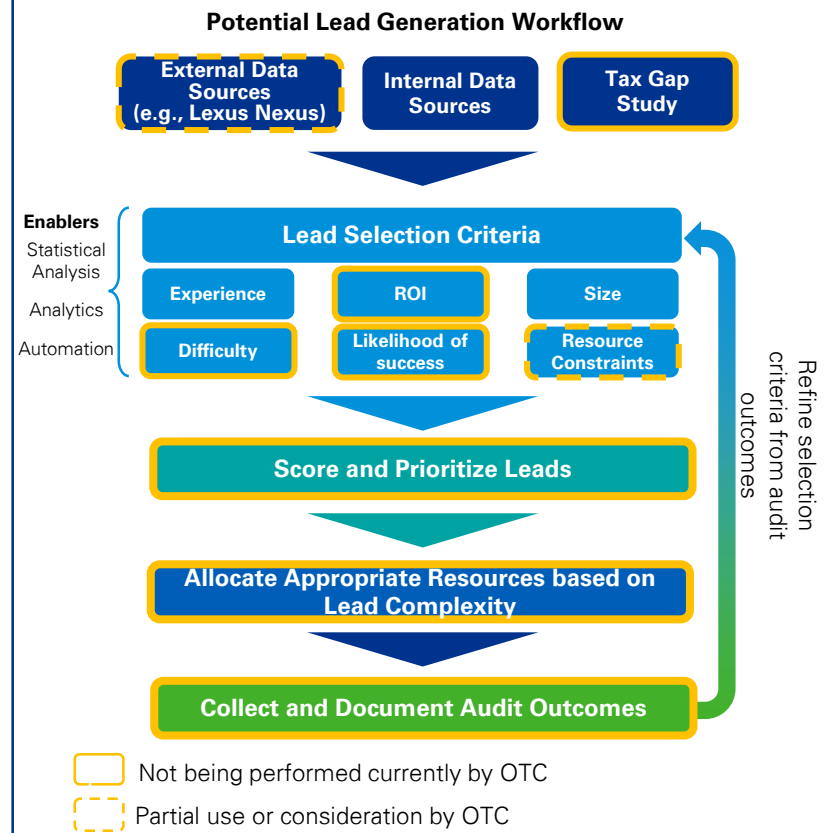 Potential Lead Generation Workflow
External Data
Sources
(e.g., Lexus Nexus)
Internal Data
Sources
Tax Gap
Study
Enablers
Statistical
Analysis
Analytics
Automation
Lead Selection Criteria
Experience
ROI
Size
Difficulty
Likelihood of
success
Resource
Constraints
Score and Prioritize Leads
Allocate Appropriate Resources based on
Lead Complexity
Collect and Document Audit Outcomes
Refine selection
criteria from audit
outcomes
Not being performed currently by OTC
Partial use or consideration by OTC